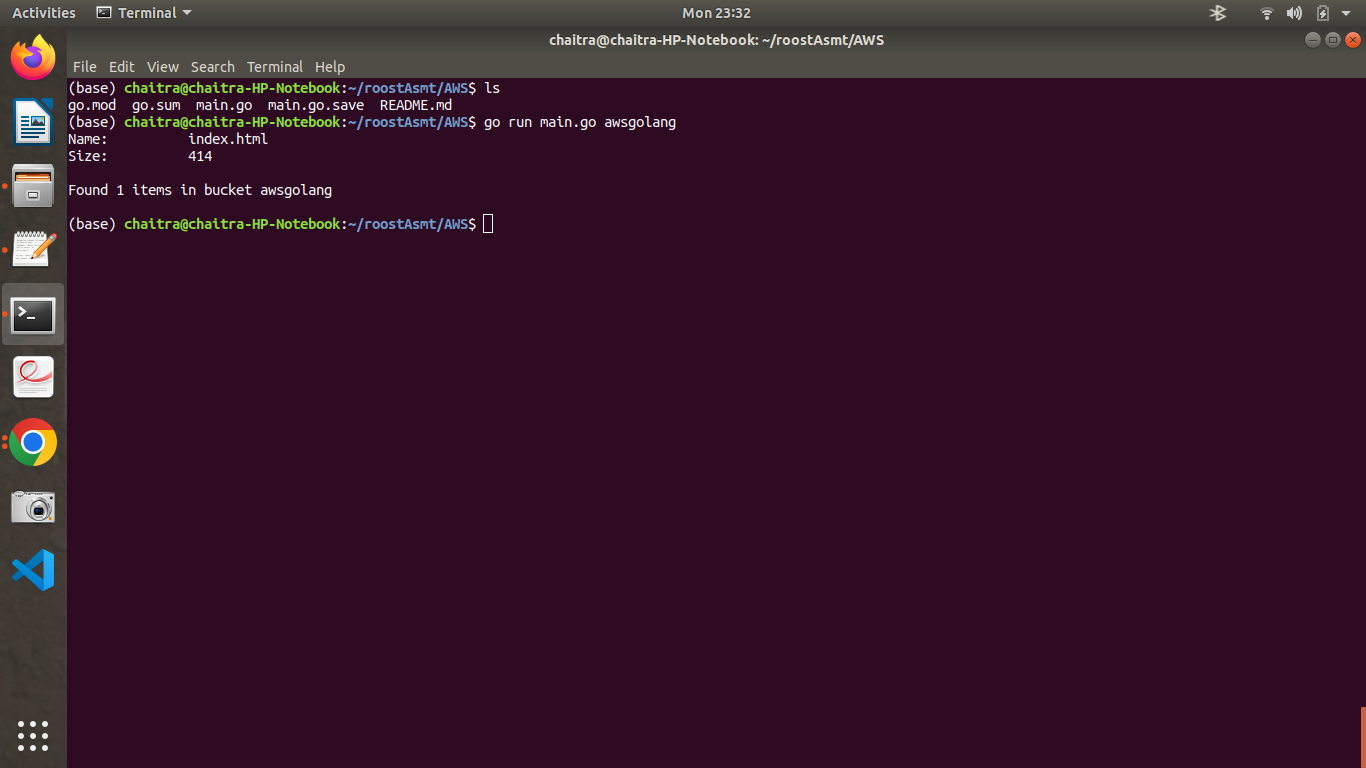 Activities Terminal Mon 23:32
chaitra@chaitra-HP-Notebook: ~/roostAsmt/AWS
File Edit View Search Terminal Help
(base) chaitra@chaitra-HP-Notebook:~/roostAsmt/AWS$ ls
go.mod  go.sum  main.go  main.go.save  README.md
(base) chaitra@chaitra-HP-Notebook:~/roostAsmt/AWS$ go run main.go awsgolang
Name:          index.html
Size:          414
Found 1 items in bucket awsgolang
(base) chaitra@chaitra-HP-Notebook:~/roostAsmt/AWS$